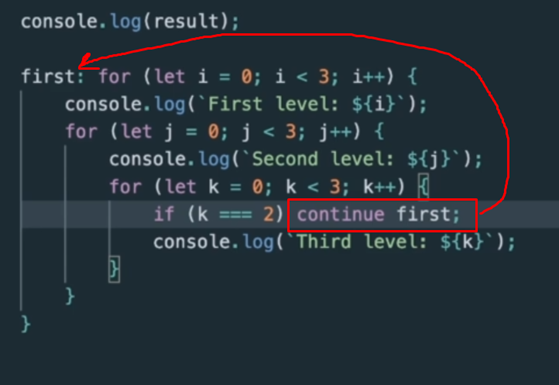 console.log(result);
first: for (let i = 0; i < 3; i++) {
console.log(`First level: ${i}`);
for (let j = 0; j < 3; j++) {
console.log(`Second level: ${j}`);
for (let k = 0; k < 3; k++) {
if (k === 2) continue first;
console.log(`Third level: ${k}`);
}
}
}